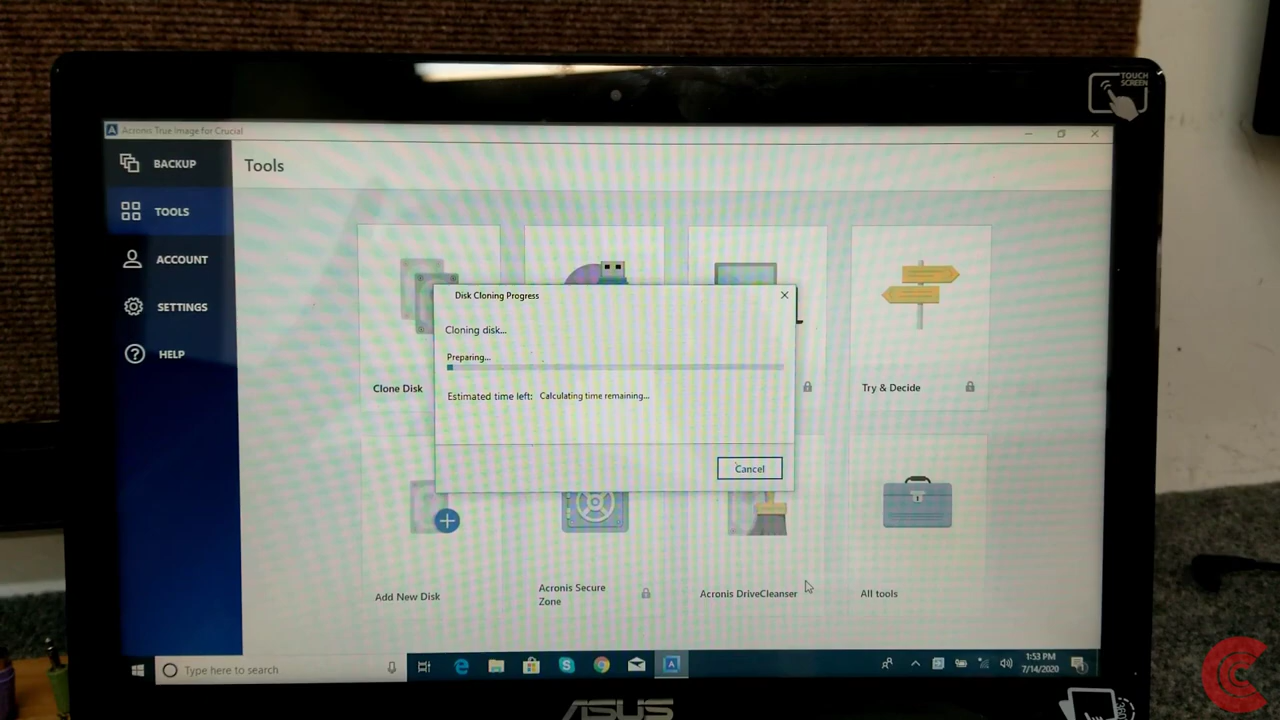 TOUCH
SCREEN
Acronis True Image for Crucial
BACKUP
TOOLS
ACCOUNT
SETTINGS
HELP
Tools
Disk Cloning Progress
Cloning disk...
Preparing...
Estimated time left: Calculating time remaining...
Cancel
Clone Disk
Try & Decide
Add New Disk
Acronis Secure
Zone
Acronis DriveCleanser
All tools
Type here to search
1:53 PM
7/14/2020
ASUS